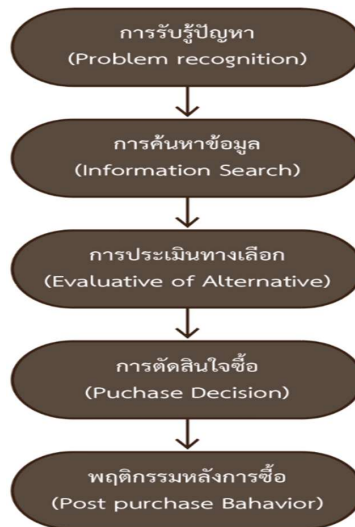 การรับรู้ปัญหา
(Problem recognition)
การค้นหาข้อมูล
(Information Search)
การประเมินทางเลือก
(Evaluative of Alternative)
การตัดสินใจซื้อ
(Puchase Decision)
พฤติกรรมหลังการซื้อ
(Post purchase Bahavior)